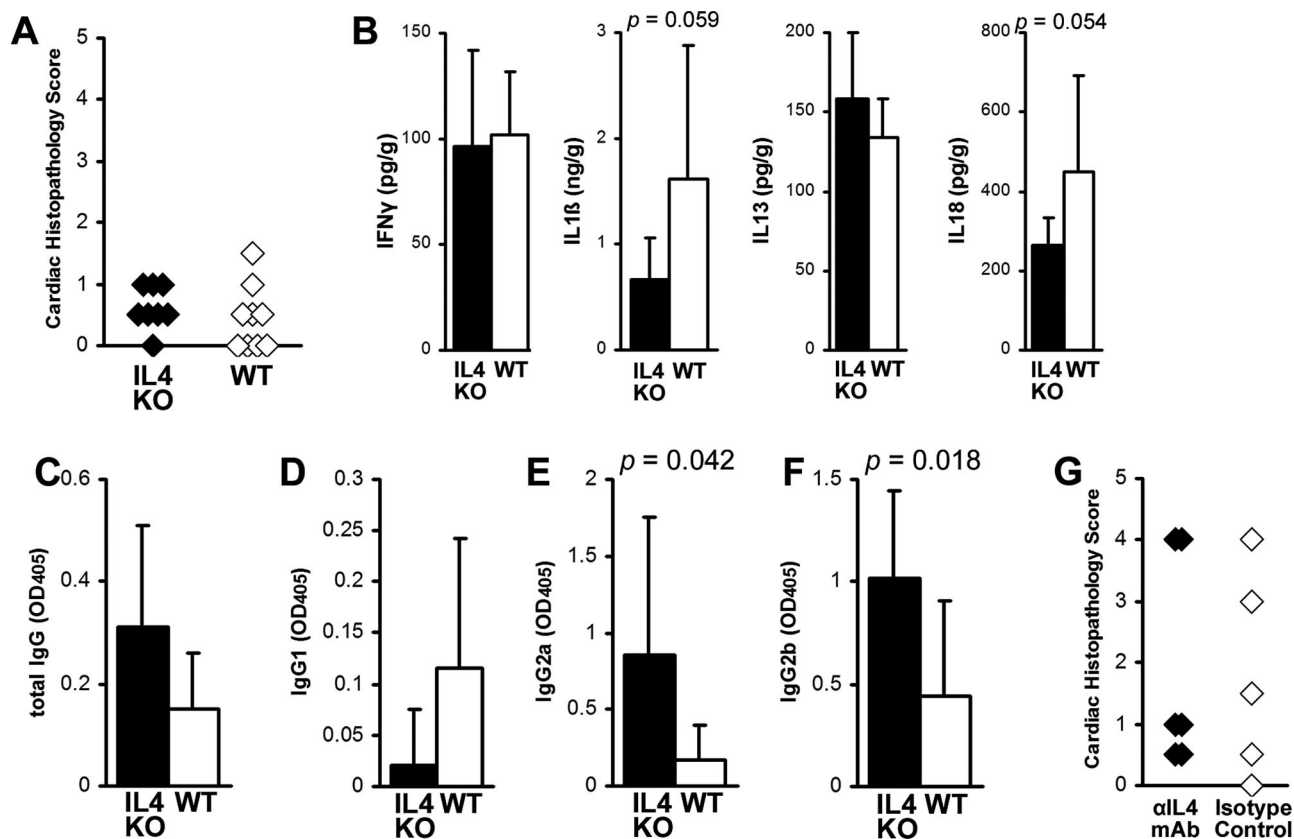 A
Cardiac Histopathology Score
5
4
3
2
1
0
IL4
KO
WT
B
IFNγ (pg/g)
150
100
50
0
IL4
KO
WT
p = 0.059
IL1ß (ng/g)
3
2
1
0
IL4
KO
WT
IL13 (pg/g)
200
150
100
50
0
IL4
KO
WT
p = 0.054
IL18 (pg/g)
800
600
400
200
0
IL4
KO
WT
C
total IgG (OD405)
0.6
0.4
0.2
0
IL4
KO
WT
D
IgG1 (OD405)
0.3
0.25
0.2
0.15
0.1
0.05
0
IL4
KO
WT
E
p = 0.042
IgG2a (OD405)
2
1.5
1
0.5
0
IL4
KO
WT
F
p = 0.018
IgG2b (OD405)
1.5
1
0.5
0
IL4
KO
WT
G
Cardiac Histopathology Score
5
4
3
2
1
0
αIL4
mAb
Isotype
Control